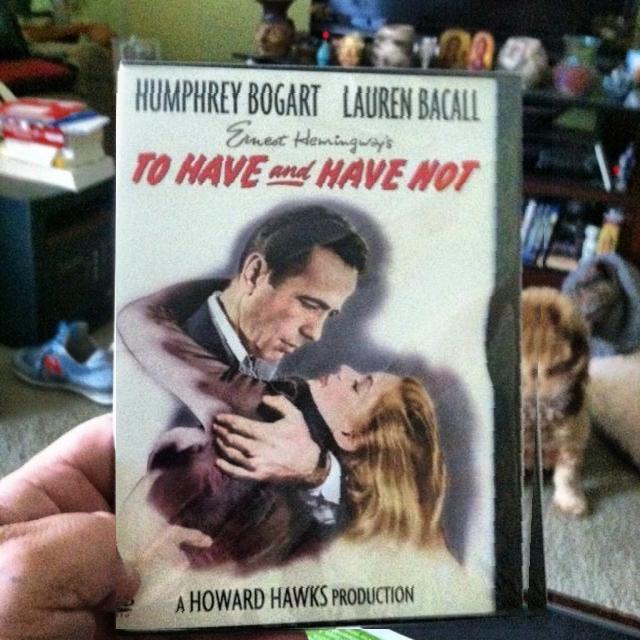 HUMPHREY BOGART LAUREN BACALL
Ernest Hemingway's
TO HAVE and HAVE NOT
A HOWARD HAWKS PRODUCTION